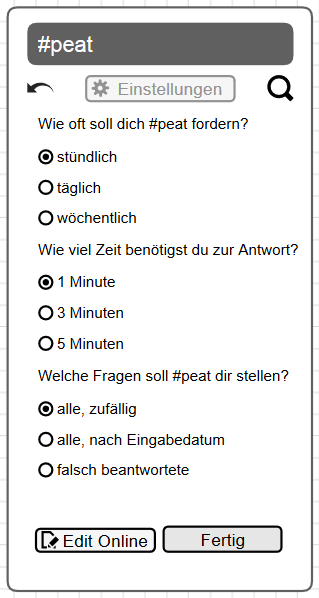 #peat
Einstellungen
Wie oft soll dich #peat fordern?
stündlich
täglich
wöchentlich
Wie viel Zeit benötigst du zur Antwort?
1 Minute
3 Minuten
5 Minuten
Welche Fragen soll #peat dir stellen?
alle, zufällig
alle, nach Eingabedatum
falsch beantwortete
Edit Online Fertig